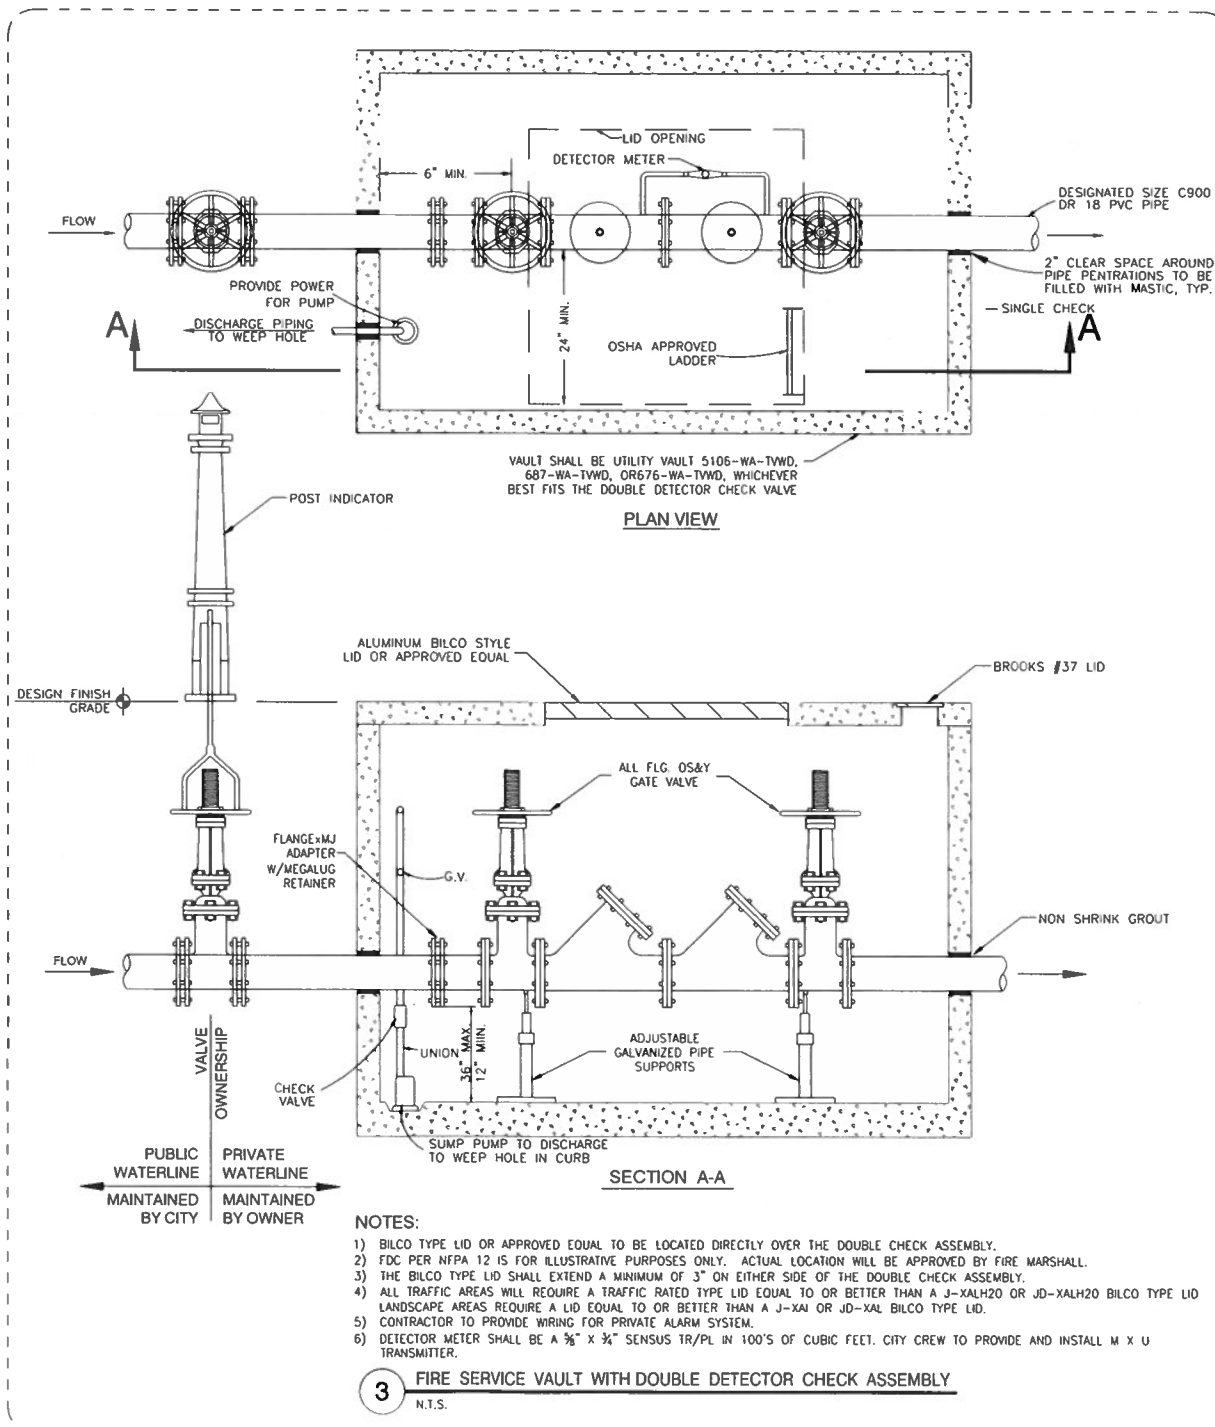 LID OPENING
DETECTOR METER
6" MIN.
FLOW
DESIGNATED SIZE C900
DR 18 PVC PIPE
2" CLEAR SPACE AROUND
PIPE PENTRATIONS TO BE
FILLED WITH MASTIC, TYP.
SINGLE CHECK
PROVIDE POWER
FOR PUMP
DISCHARGE PIPING
TO WEEP HOLE
A
A
24" MIN.
OSHA APPROVED
LADDER
VAULT SHALL BE UTILITY VAULT 5106-WA-TVWD,
687-WA-TVWD, OR676-WA-TVWD, WHICHEVER
BEST FITS THE DOUBLE DETECTOR CHECK VALVE
PLAN VIEW
POST INDICATOR
ALUMINUM BILCO STYLE
LID OR APPROVED EQUAL
BROOKS #37 LID
DESIGN FINISH
GRADE
ALL FLG. OS&Y
GATE VALVE
FLANGExMJ
ADAPTER
W/MEGALUG
RETAINER
G.V.
NON SHRINK GROUT
FLOW
VALVE
OWNERSHIP
UNION
36" MAX.
12" MIIN.
ADJUSTABLE
GALVANIZED PIPE
SUPPORTS
CHECK
VALVE
SUMP PUMP TO DISCHARGE
TO WEEP HOLE IN CURB
PUBLIC
WATERLINE
PRIVATE
WATERLINE
MAINTAINED
BY CITY
MAINTAINED
BY OWNER
SECTION A-A
NOTES:
1) BILCO TYPE LID OR APPROVED EQUAL TO BE LOCATED DIRECTLY OVER THE DOUBLE CHECK ASSEMBLY.
2) FDC PER NFPA 12 IS FOR ILLUSTRATIVE PURPOSES ONLY. ACTUAL LOCATION WILL BE APPROVED BY FIRE MARSHALL.
3) THE BILCO TYPE LID SHALL EXTEND A MINIMUM OF 3" ON EITHER SIDE OF THE DOUBLE CHECK ASSEMBLY.
4) ALL TRAFFIC AREAS WILL REQUIRE A TRAFFIC RATED TYPE LID EQUAL TO OR BETTER THAN A J-XALH20 OR JD-XALH20 BILCO TYPE LID
LANDSCAPE AREAS REQUIRE A LID EQUAL TO OR BETTER THAN A J-XAI OR JD-XAL BILCO TYPE LID.
5) CONTRACTOR TO PROVIDE WIRING FOR PRIVATE ALARM SYSTEM.
6) DETECTOR METER SHALL BE A ⅝" X ¾" SENSUS TR/PL IN 100'S OF CUBIC FEET. CITY CREW TO PROVIDE AND INSTALL M X U
TRANSMITTER.
3
FIRE SERVICE VAULT WITH DOUBLE DETECTOR CHECK ASSEMBLY
N.T.S.